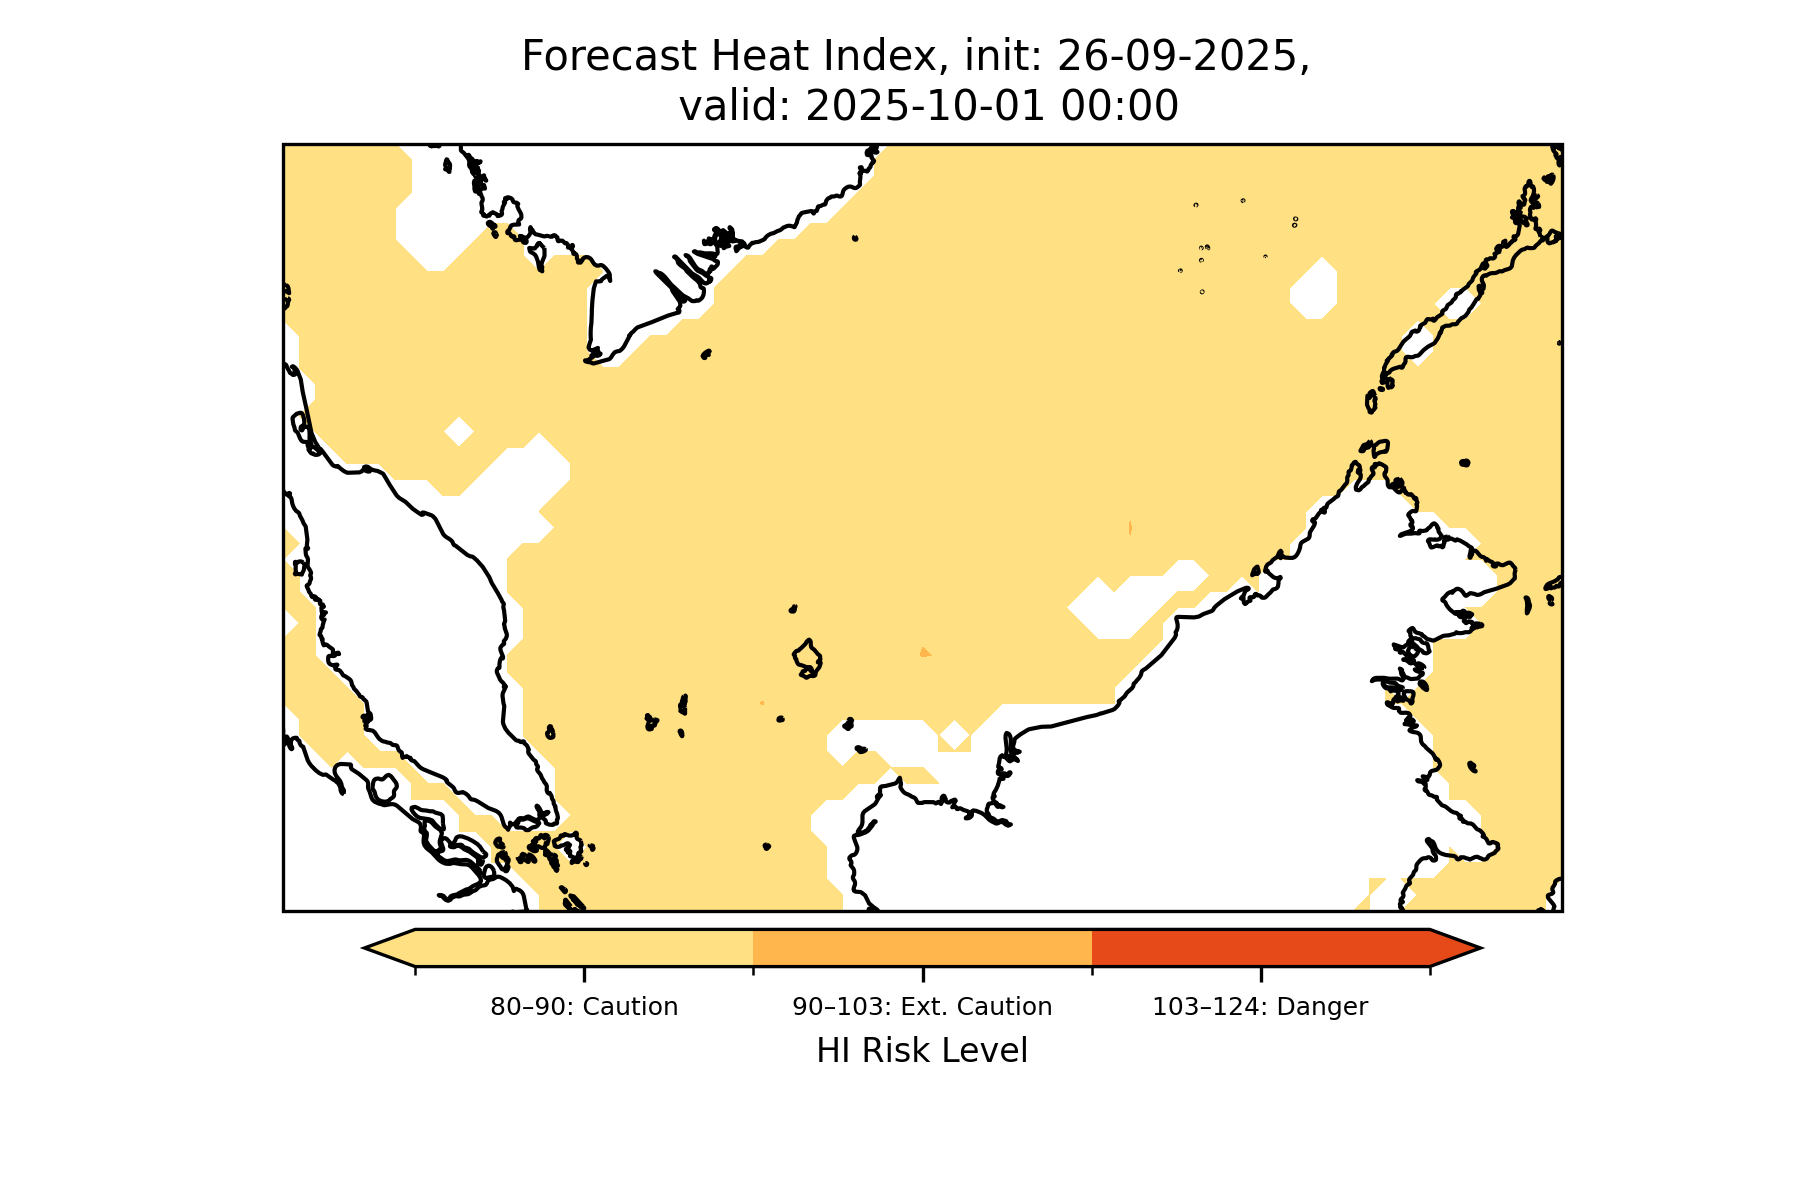 Forecast Heat Index, init: 26-09-2025,
valid: 2025-10-01 00:00
80–90: Caution
90–103: Ext. Caution
103–124: Danger
HI Risk Level